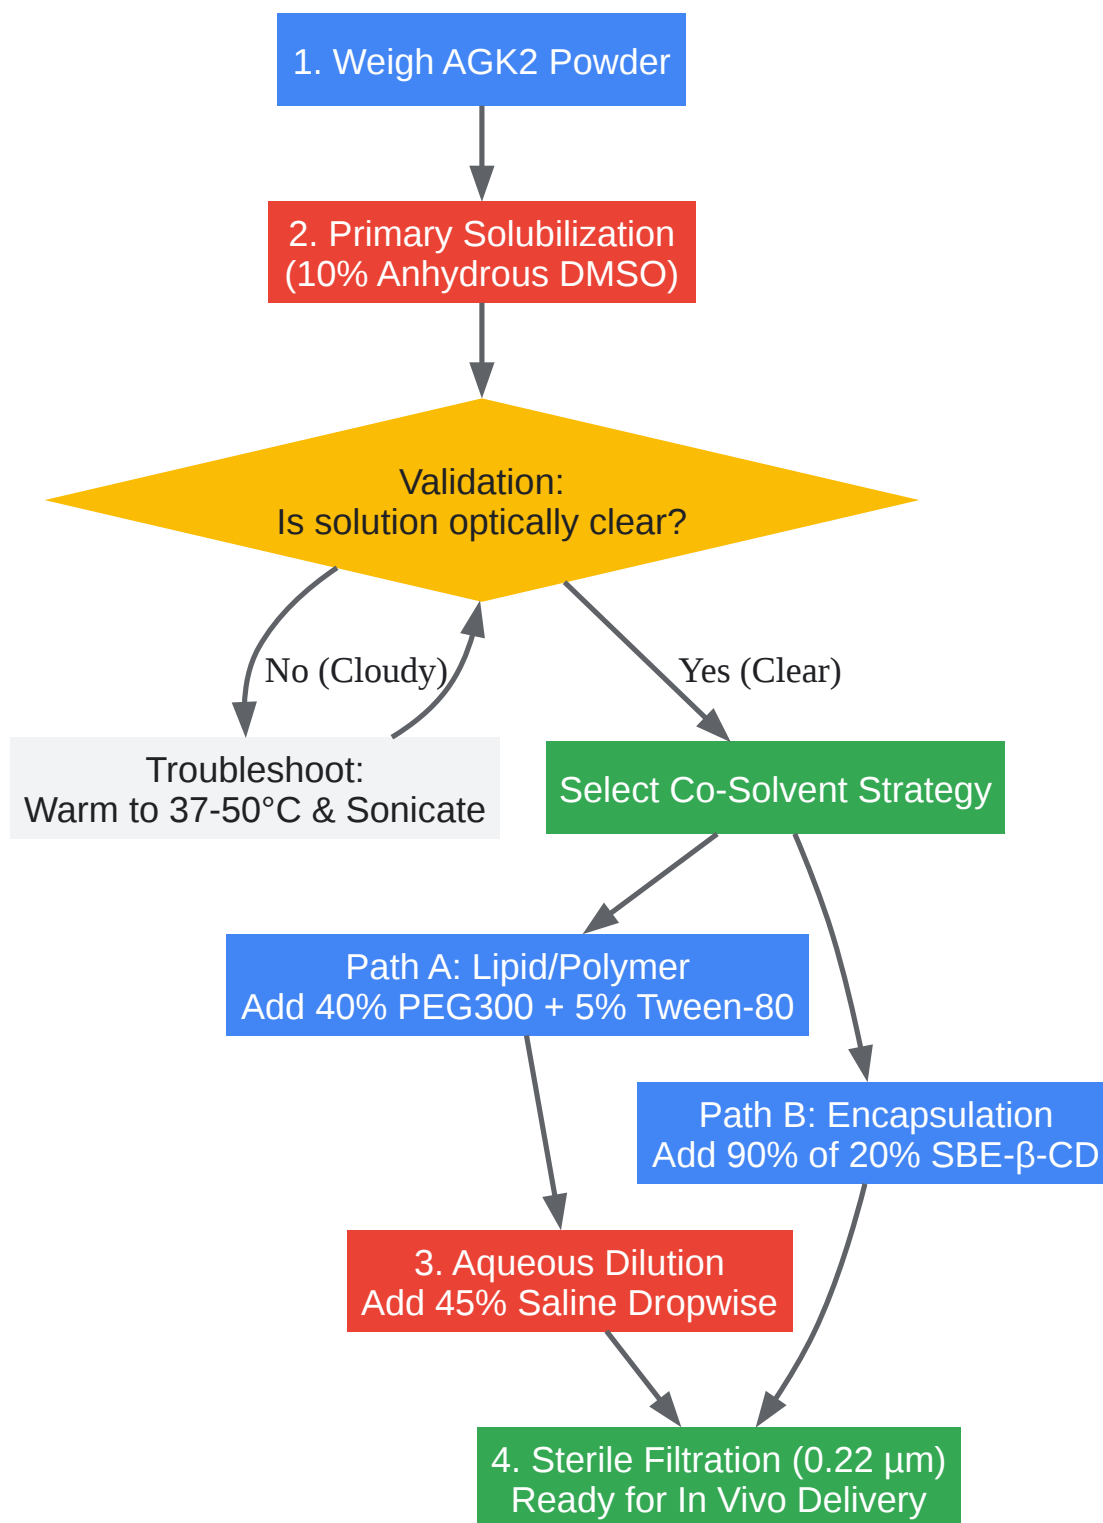 1. Weigh AGK2 Powder
2. Primary Solubilization
(10% Anhydrous DMSO)
Validation:
Is solution optically clear?
No (Cloudy)
Yes (Clear)
Troubleshoot:
Warm to 37-50°C & Sonicate
Select Co-Solvent Strategy
Path A: Lipid/Polymer
Add 40% PEG300 + 5% Tween-80
Path B: Encapsulation
Add 90% of 20% SBE-β-CD
3. Aqueous Dilution
Add 45% Saline Dropwise
4. Sterile Filtration (0.22 µm)
Ready for In Vivo Delivery